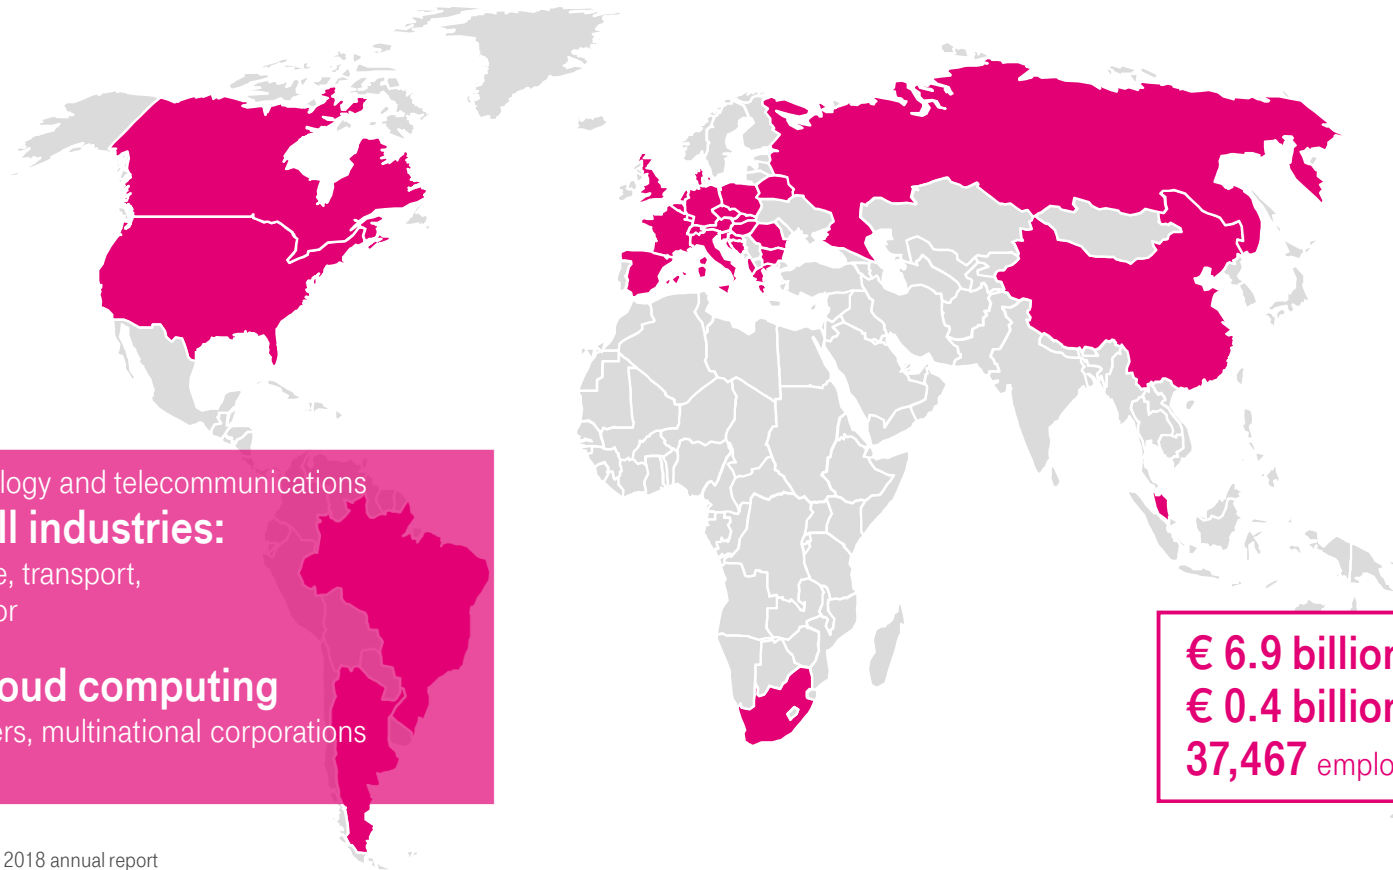 logy and telecommunications
ll industries:
e, transport,
or
oud computing
ers, multinational corporations
€ 6.9 billion
€ 0.4 billion
37,467 emplo
2018 annual report